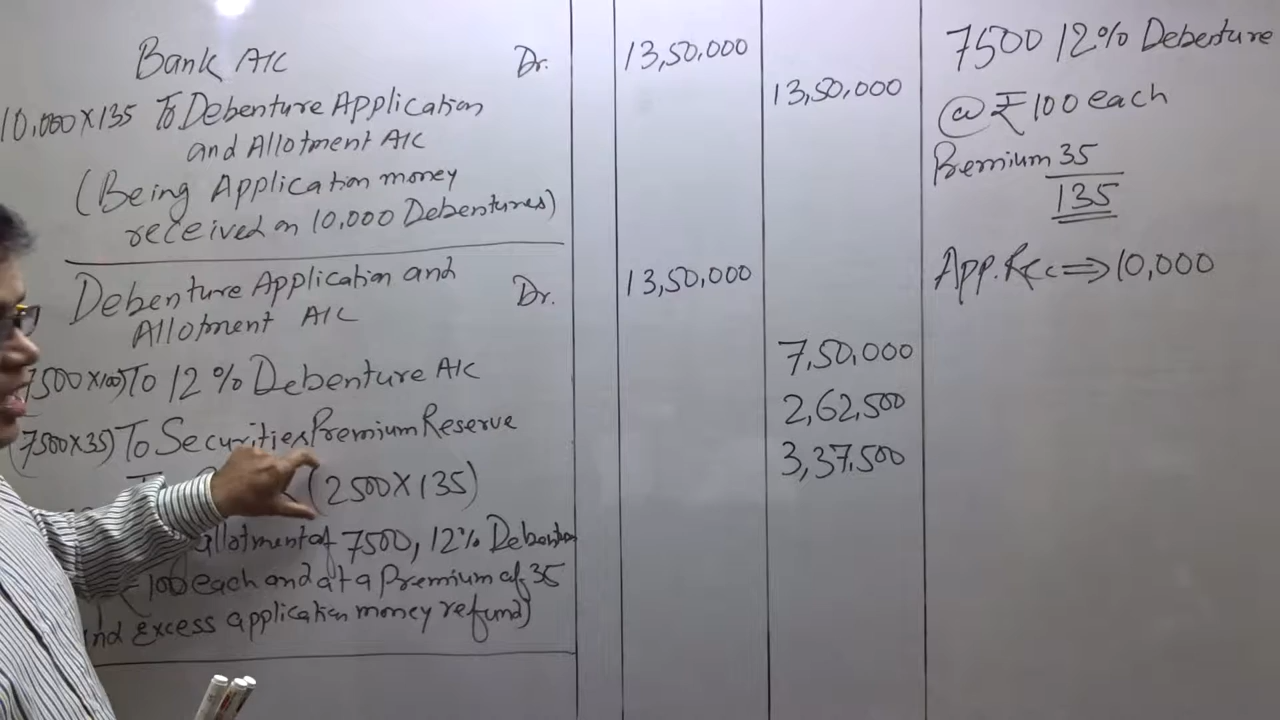 Bank A/C Dr. 13,50,000
10,000X135 To Debenture Application 13,50,000
and Allotment A/C
(Being Application money
received on 10,000 Debentures)
Debenture Application and Dr. 13,50,000
Allotment A/C
7500X100) To 12% Debenture A/C 7,50,000
(7500X35) To Securities Premium Reserve 2,62,500
(2500X135) 3,37,500
allotment of 7500, 12% Debenture
₹100 each and at a Premium of 35
and excess application money refund)
7500 12% Debenture
@ ₹100 each
Premium 35
135
App. Rec ⇒ 10,000